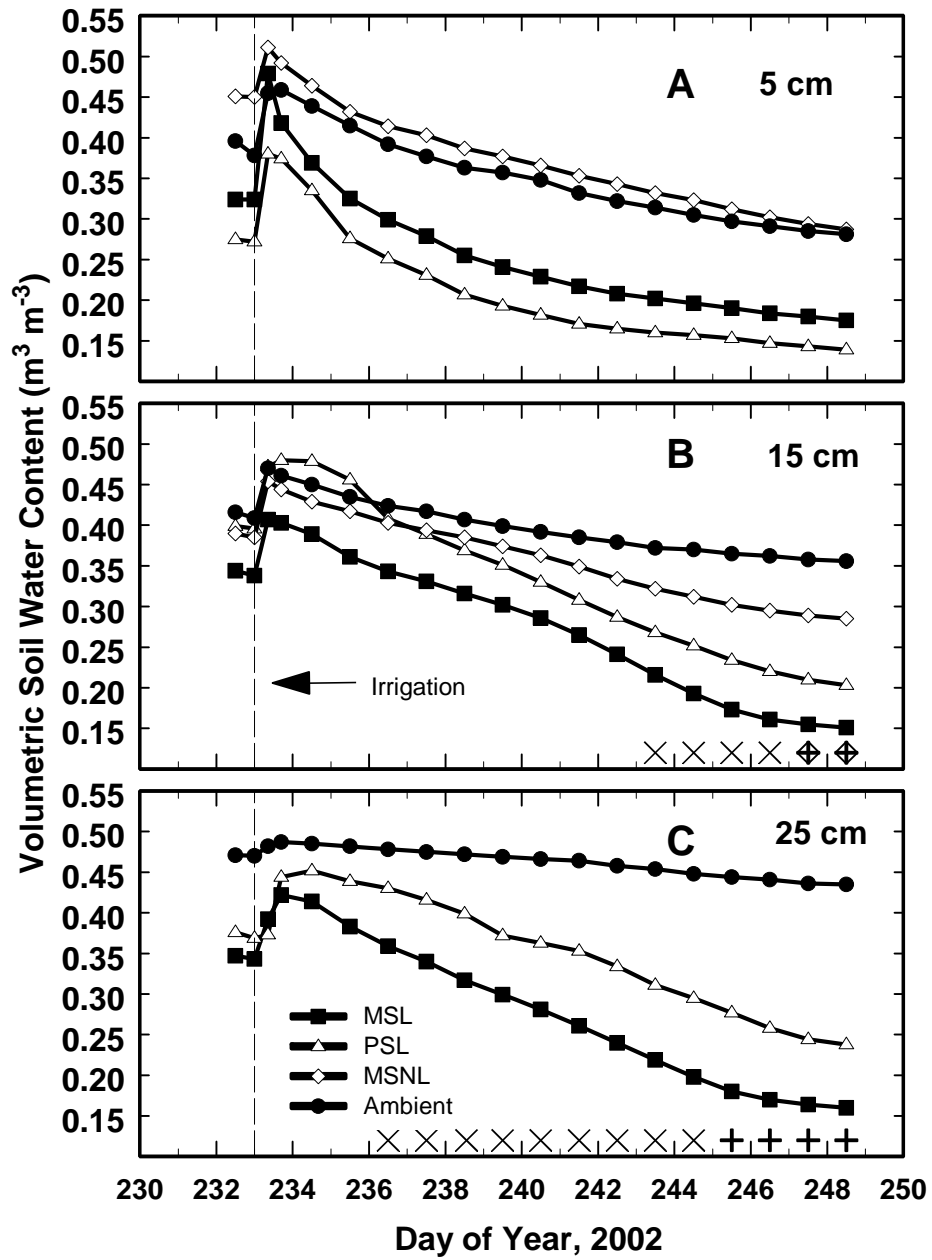 0.55
0.50
0.45
0.40
0.35
0.30
0.25
0.20
0.15
A 5 cm
0.55
0.50
0.45
0.40
0.35
0.30
0.25
0.20
0.15
B 15 cm
Irrigation
0.55
0.50
0.45
0.40
0.35
0.30
0.25
0.20
0.15
C 25 cm
MSL
PSL
MSNL
Ambient
230 232 234 236 238 240 242 244 246 248 250
Day of Year, 2002
Volumetric Soil Water Content (m³ m⁻³)